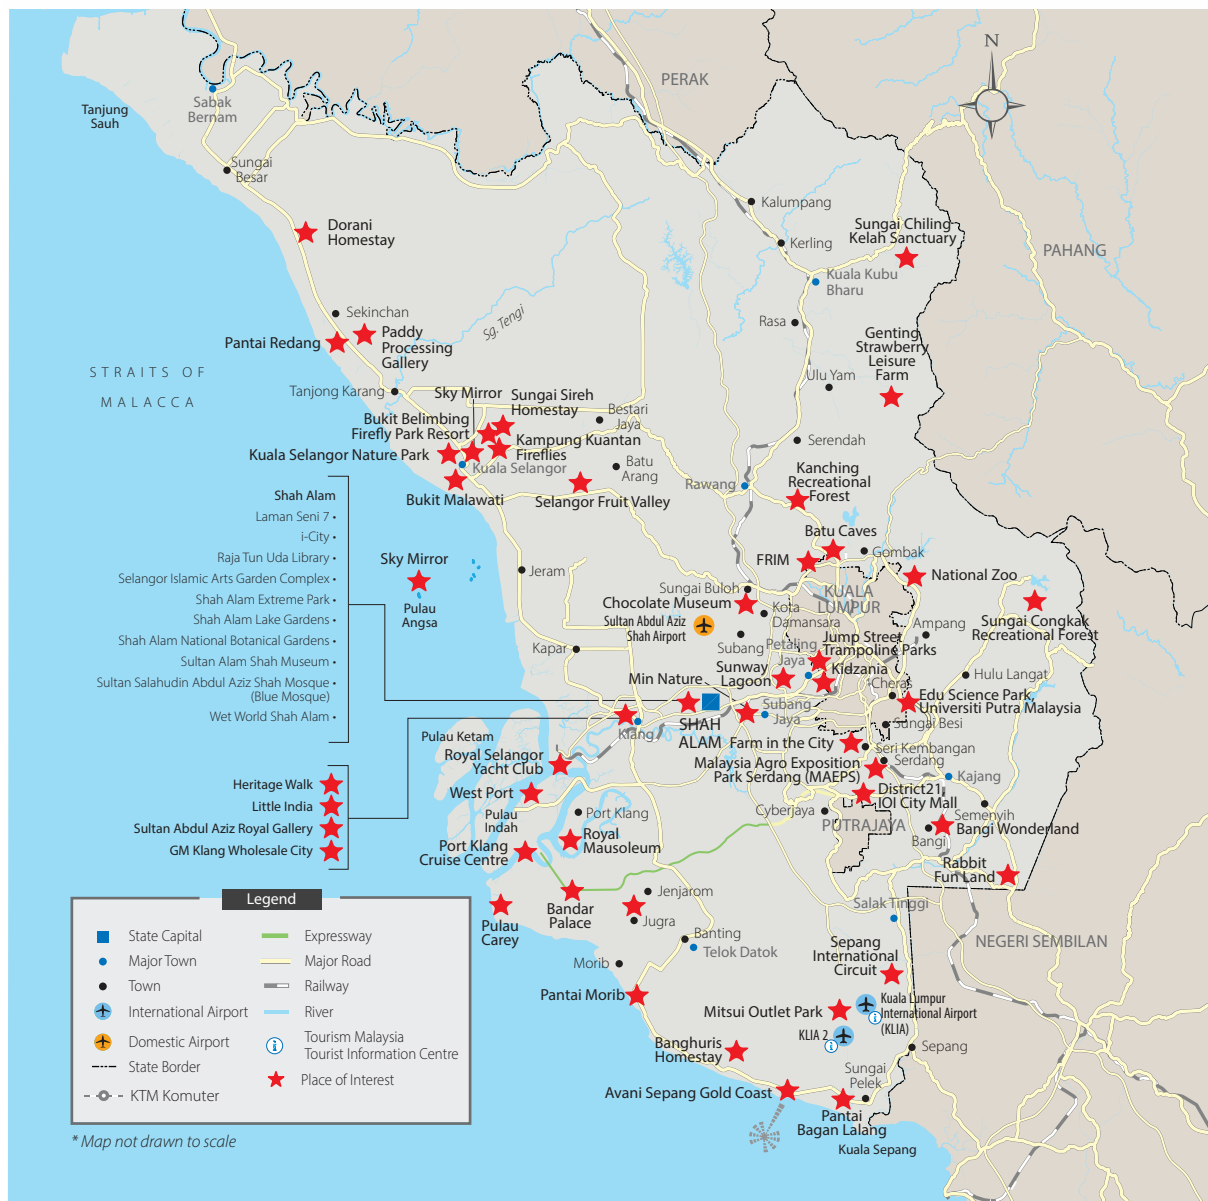 N
PERAK
Tanjung
Sauh
Sabak
Bernam
Sungai
Besar
Kalumpang
Dorani
Homestay
Sungai Chiling
Kelah Sanctuary
Kerling
PAHANG
Kuala Kubu
Bharu
Sekinchan
Sg. Tengi
Rasa
Paddy
Processing
Gallery
Pantai Redang
Genting
Strawberry
Leisure
Farm
STRAITS OF
MALACCA
Ulu Yam
Tanjong Karang
Sky Mirror
Sungai Sireh
Homestay
Bestari
Jaya
Bukit Belimbing
Firefly Park Resort
Kampung Kuantan
Fireflies
Serendah
Kuala Selangor Nature Park
Kuala Selangor
Batu
Arang
Kanching
Recreational
Forest
Rawang
Bukit Malawati
Selangor Fruit Valley
Shah Alam
Laman Seni 7 •
i-City •
Raja Tun Uda Library •
Selangor Islamic Arts Garden Complex •
Shah Alam Extreme Park •
Shah Alam Lake Gardens •
Shah Alam National Botanical Gardens •
Sultan Alam Shah Museum •
Sultan Salahudin Abdul Aziz Shah Mosque •
(Blue Mosque)
Wet World Shah Alam •
Batu Caves
Gombak
FRIM
Sky Mirror
Pulau
Angsa
Jeram
National Zoo
Sungai Buloh
KUALA
LUMPUR
Chocolate Museum
Kota
Damansara
Sultan Abdul Aziz
Shah Airport
Sungai Congkak
Recreational Forest
Ampang
Subang
Petaling
Jaya
Jump Street
Trampoline Parks
Kapar
Sunway
Lagoon
Kidzania
Hulu Langat
Min Nature
Cheras
Edu Science Park,
Universiti Putra Malaysia
Subang
Jaya
SHAH
ALAM
Sungai Besi
Klang
Pulau Ketam
Farm in the City
Seri Kembangan
Serdang
Royal Selangor
Yacht Club
Malaysia Agro Exposition
Park Serdang (MAEPS)
Kajang
Heritage Walk
Little India
Sultan Abdul Aziz Royal Gallery
GM Klang Wholesale City
West Port
District21,
IOI City Mall
Pulau
Indah
Port Klang
Cyberjaya
PUTRAJAYA
Semenyih
Bangi Wonderland
Bangi
Royal
Mausoleum
Port Klang
Cruise Centre
Rabbit
Fun Land
Jenjarom
Bandar
Palace
Pulau
Carey
Jugra
Salak Tinggi
Banting
Telok Datok
NEGERI SEMBILAN
Sepang
International
Circuit
Morib
Pantai Morib
Mitsui Outlet Park
Kuala Lumpur
International Airport
(KLIA)
KLIA 2
Banghuris
Homestay
Sepang
Sungai
Pelek
Avani Sepang Gold Coast
Pantai
Bagan Lalang
Kuala Sepang
Legend
State Capital
Major Town
Town
International Airport
Domestic Airport
State Border
KTM Komuter
Expressway
Major Road
Railway
River
i
Tourism Malaysia
Tourist Information Centre
Place of Interest
* Map not drawn to scale